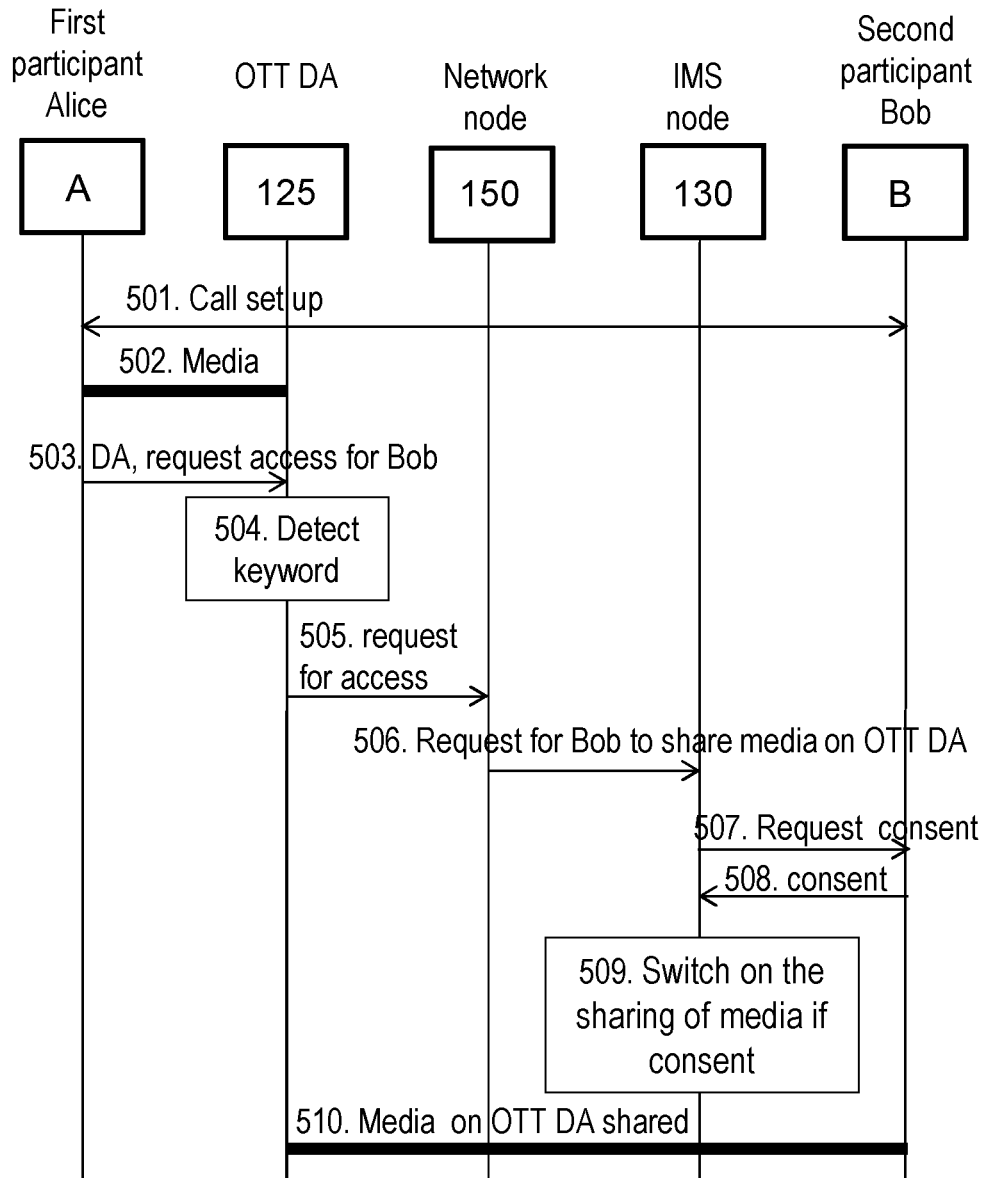 First
participant
Alice
OTT DA
Network
node
IMS
node
Second
participant
Bob
A
125
150
130
B
501. Call set up
502. Media
503. DA, request access for Bob
504. Detect
keyword
505. request
for access
506. Request for Bob to share media on OTT DA
507. Request consent
508. consent
509. Switch on the
sharing of media if
consent
510. Media on OTT DA shared